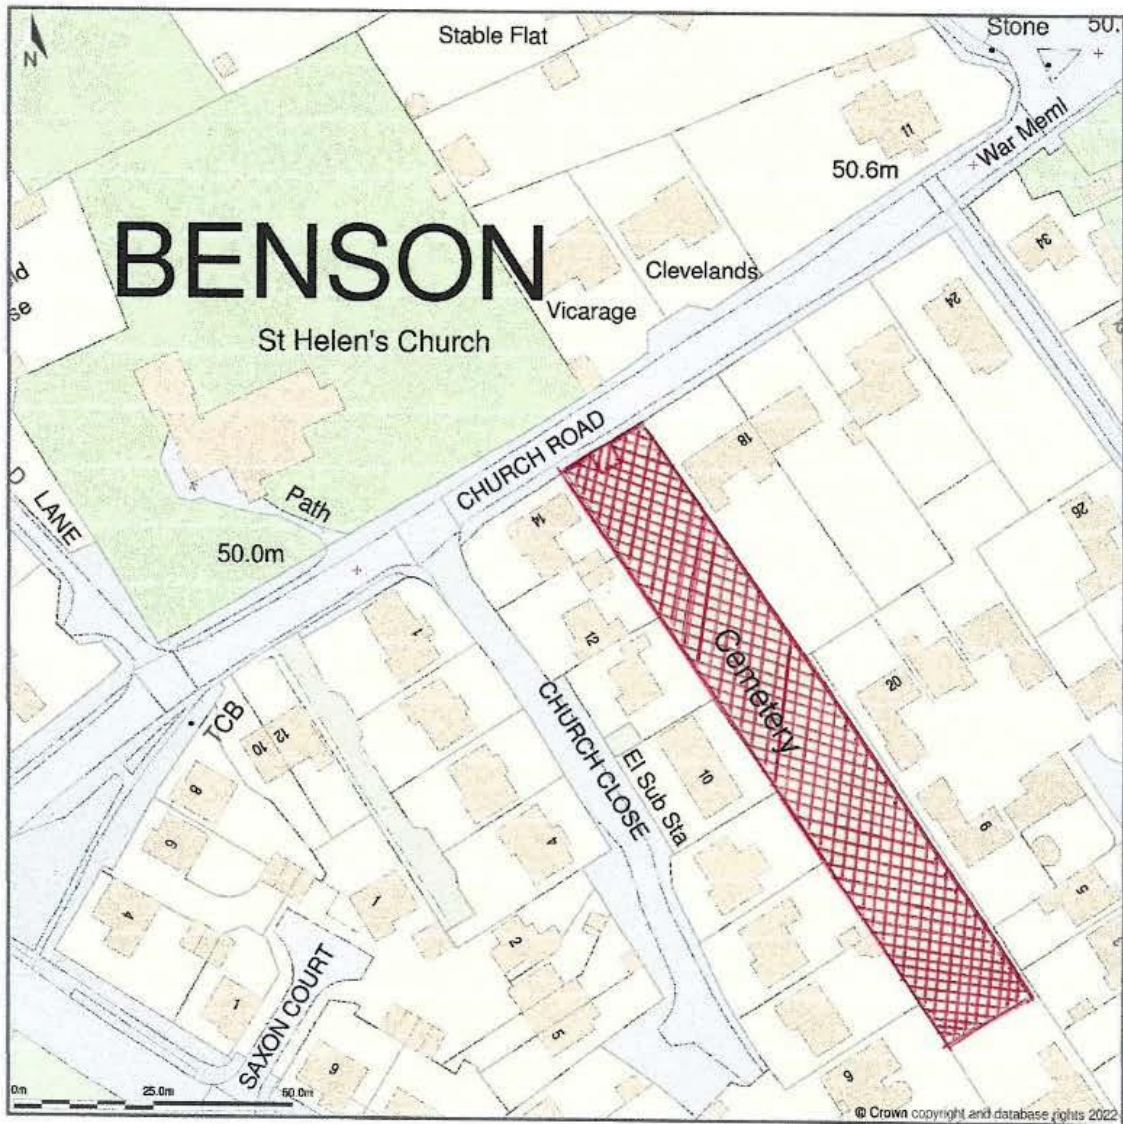 N
Stable Flat
Stone
50.
11
War Meml
50.6m
BENSON
34
Clevelands
24
Vicarage
St Helen's Church
CHURCH ROAD
18
LANE
Path
14
26
50.0m
1
12
Cemetery
CHURCH CLOSE
20
TCB
10
12
El Sub Sta
10
8
6
4
4
1
2
5
1
SAXON COURT
5
6
0m 25.0m
© Crown copyright and database rights 2022